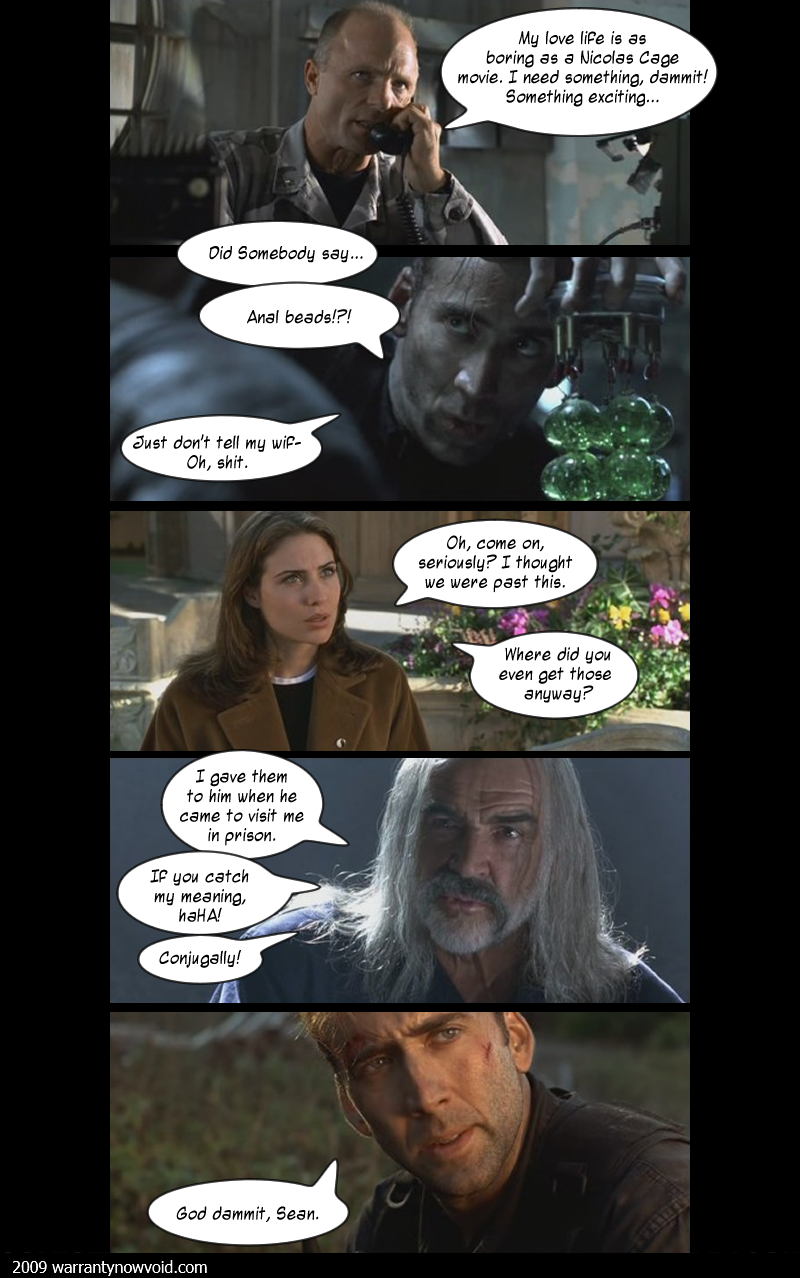 My love life is as
boring as a Nicolas Cage
movie. I need something, dammit!
Something exciting...
Did Somebody say...
Anal beads!?!
Just don't tell my wif-
Oh, shit.
Oh, come on,
seriously? I thought
we were past this.
Where did you
even get those
anyway?
I gave them
to him when he
came to visit me
in prison.
If you catch
my meaning,
haHA!
Conjugally!
God dammit, Sean.
2009 warrantynowvoid.com